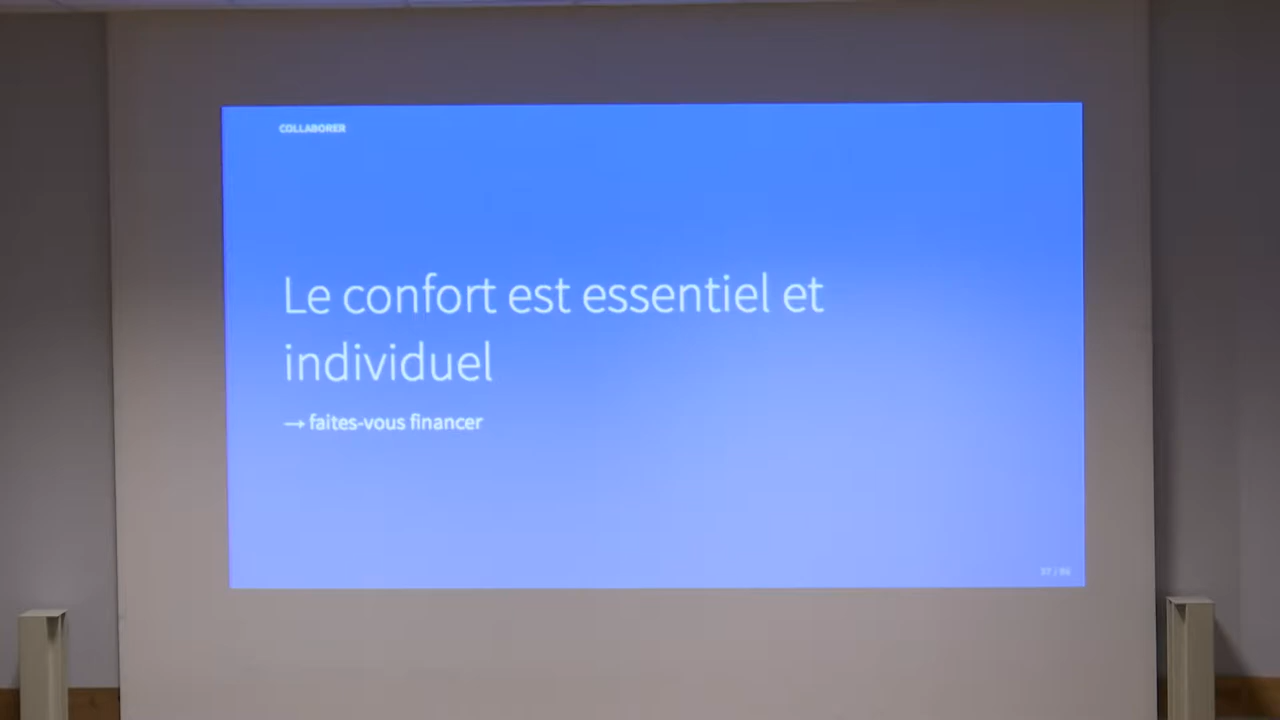 COLLABORER
Le confort est essentiel et
individuel
→ faites-vous financer